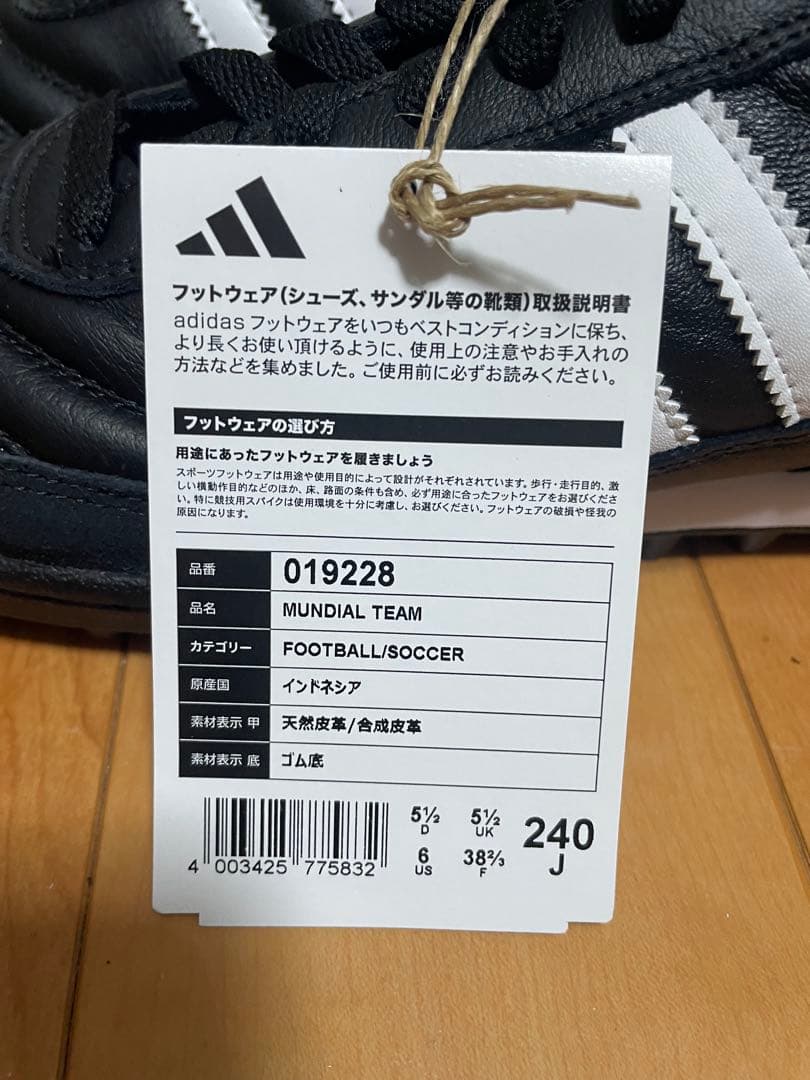 フットウェア(シューズ、サンダル等の靴類)取扱説明書
adidas フットウェアをいつもベストコンディションに保ち、
より長くお使い頂けるように、使用上の注意やお手入れの
方法などを集めました。ご使用前に必ずお読みください。
フットウェアの選び方
用途にあったフットウェアを履きましょう
スポーツフットウェアは用途や使用目的によって設計がそれぞれされています。歩行・走行目的、激
しい横動作目的などのほか、床、路面の条件も含め、必ず用途に合ったフットウェアをお選びくださ
い。特に競技用スパイクは使用環境を十分に考慮し、お選びください。フットウェアの破損や怪我の
原因になります。
品番 019228
品名 MUNDIAL TEAM
カテゴリー FOOTBALL/SOCCER
原産国 インドネシア
素材表示 甲 天然皮革/合成皮革
素材表示 底 ゴム底
5½ D 5½ UK
6 US 38⅔ F
240 J
4 003425 775832